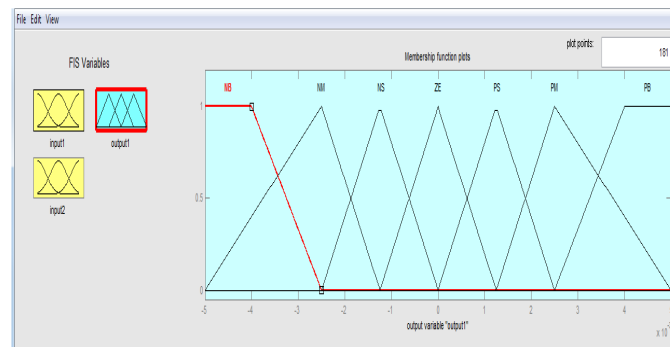 File Edit View
plot points:
181
FIS Variables
Membership function plots
NB NM NS ZE PS PM PB
input1
output1
input2
1
0.5
0
-5 -4 -3 -2 -1 0 1 2 3 4
output variable "output1"
x 10